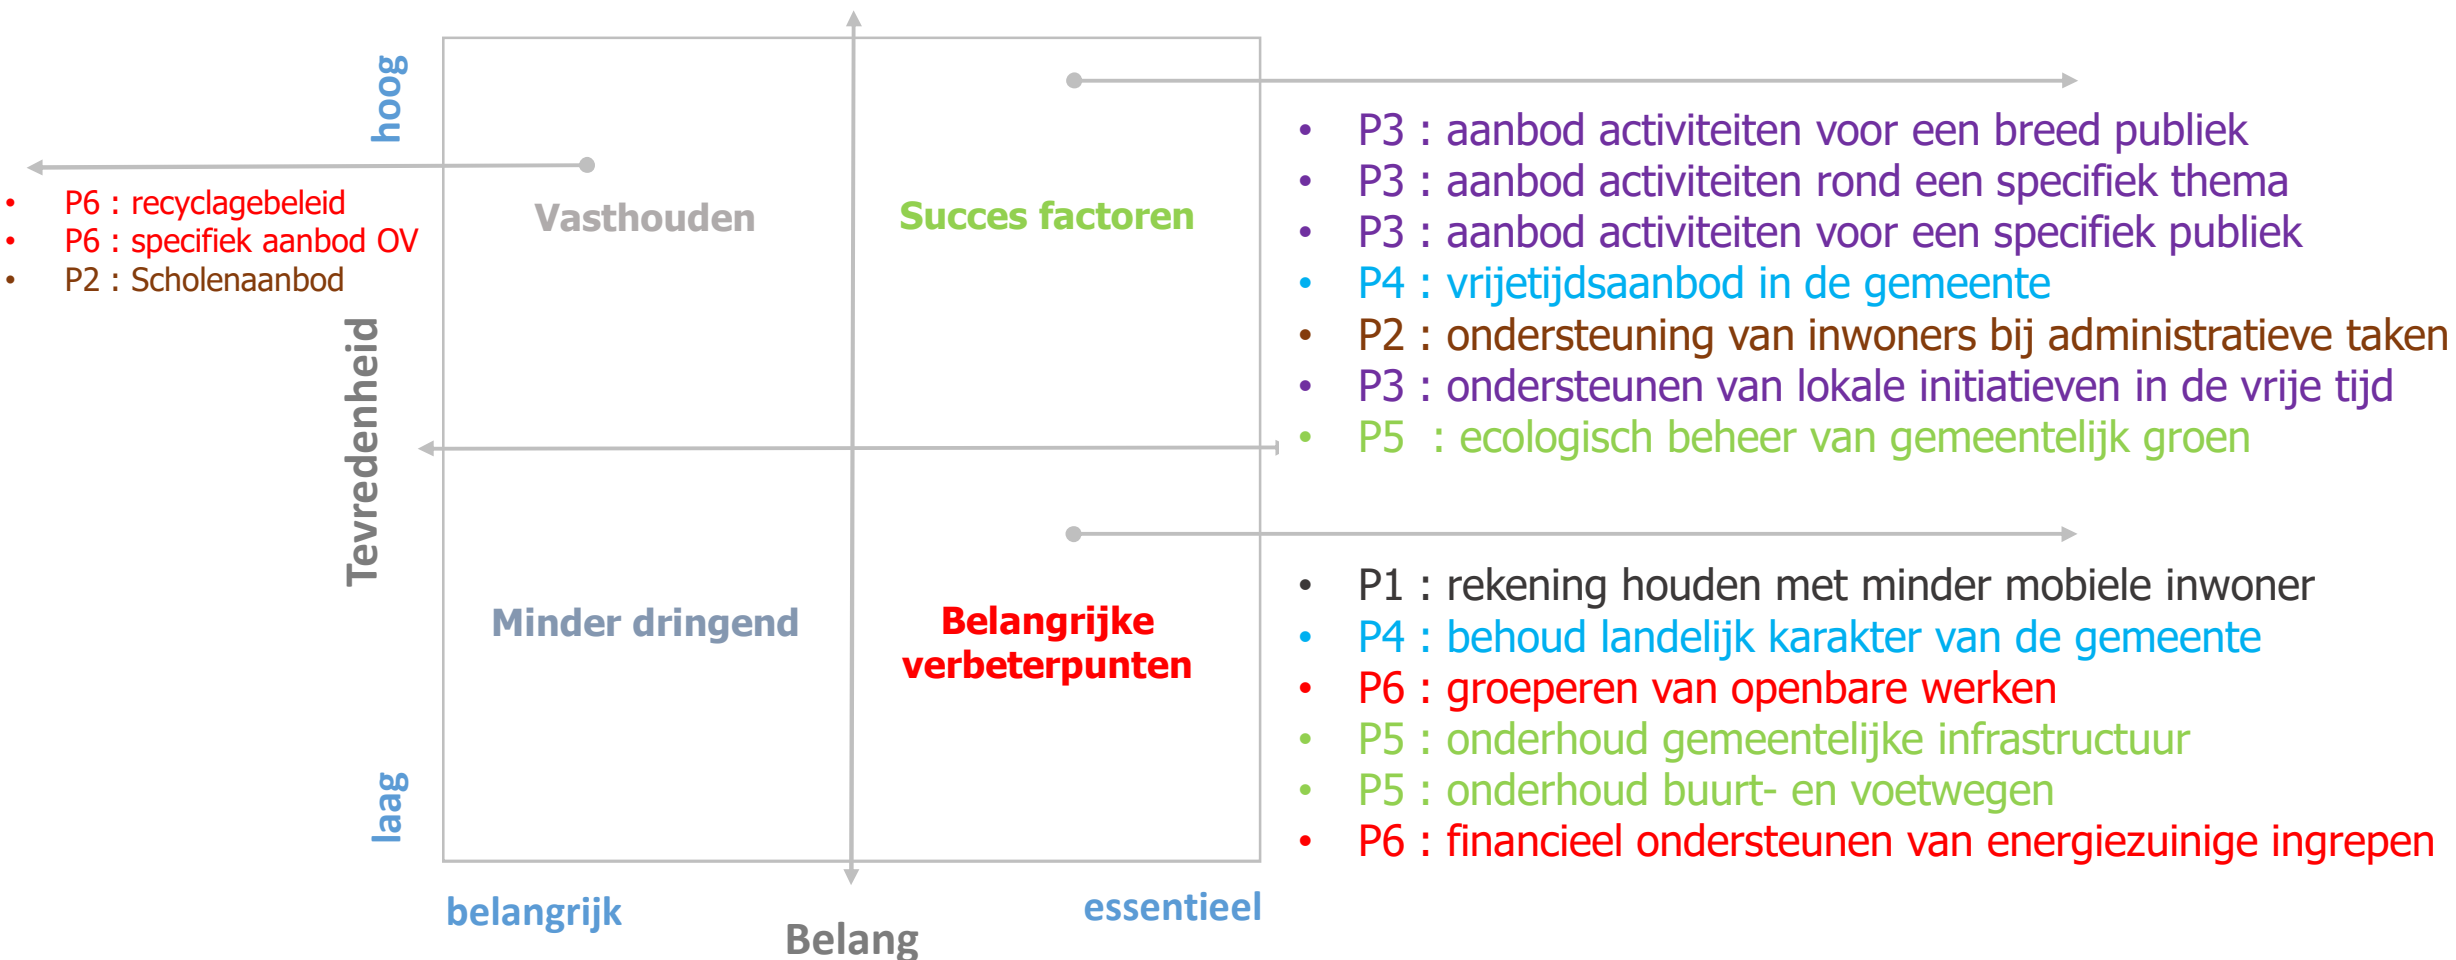 hoog
Tevredenheid
laag
• P6 : recyclagebeleid
• P6 : specifiek aanbod OV
• P2 : Scholenaanbod
Vasthouden
Succes factoren
Minder dringend
Belangrijke
verbeterpunten
belangrijk
essentieel
Belang
• P3 : aanbod activiteiten voor een breed publiek
• P3 : aanbod activiteiten rond een specifiek thema
• P3 : aanbod activiteiten voor een specifiek publiek
• P4 : vrijetijdsaanbod in de gemeente
• P2 : ondersteuning van inwoners bij administratieve taken
• P3 : ondersteunen van lokale initiatieven in de vrije tijd
• P5 : ecologisch beheer van gemeentelijk groen
• P1 : rekening houden met minder mobiele inwoner
• P4 : behoud landelijk karakter van de gemeente
• P6 : groeperen van openbare werken
• P5 : onderhoud gemeentelijke infrastructuur
• P5 : onderhoud buurt- en voetwegen
• P6 : financieel ondersteunen van energiezuinige ingrepen